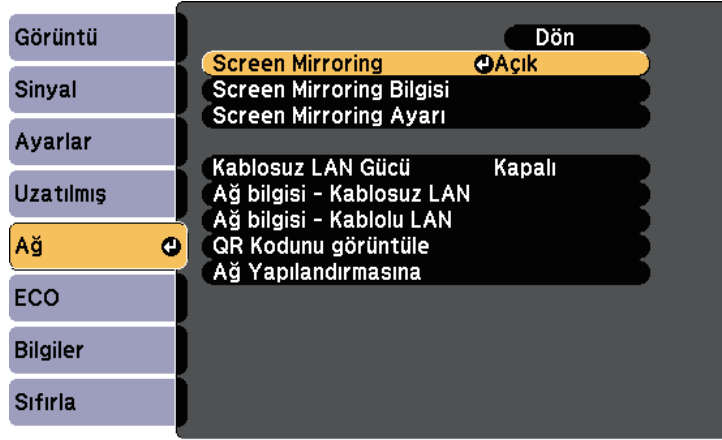 Görüntü
Sinyal
Ayarlar
Uzatılmış
Ağ
ECO
Bilgiler
Sıfırla
Dön
Screen Mirroring Açık
Screen Mirroring Bilgisi
Screen Mirroring Ayarı
Kablosuz LAN Gücü Kapalı
Ağ bilgisi - Kablosuz LAN
Ağ bilgisi - Kablolu LAN
QR Kodunu görüntüle
Ağ Yapılandırmasına